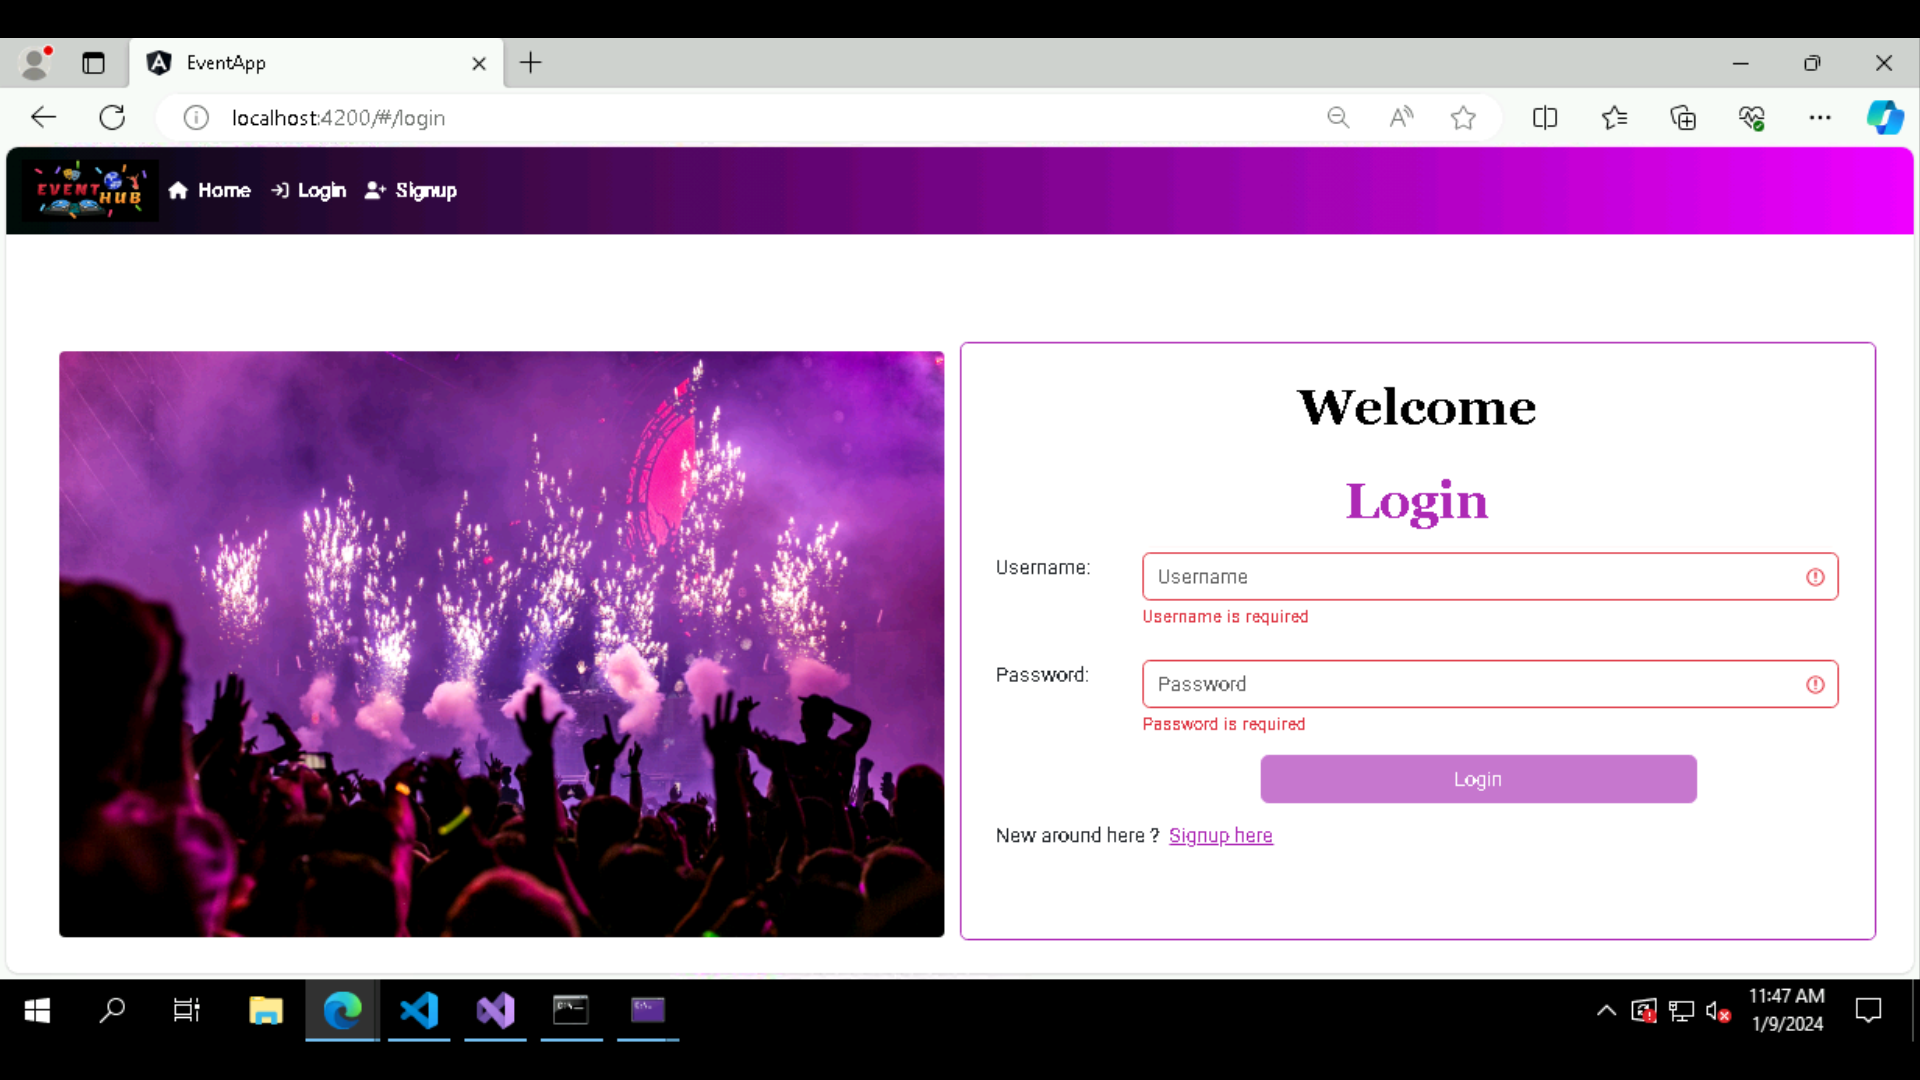 EventApp
localhost:4200/#/login
EVENT HUB Home Login Signup
Welcome
Login
Username: Username
Username is required
Password: Password
Password is required
Login
New around here ? Signup here
11:47 AM
1/9/2024